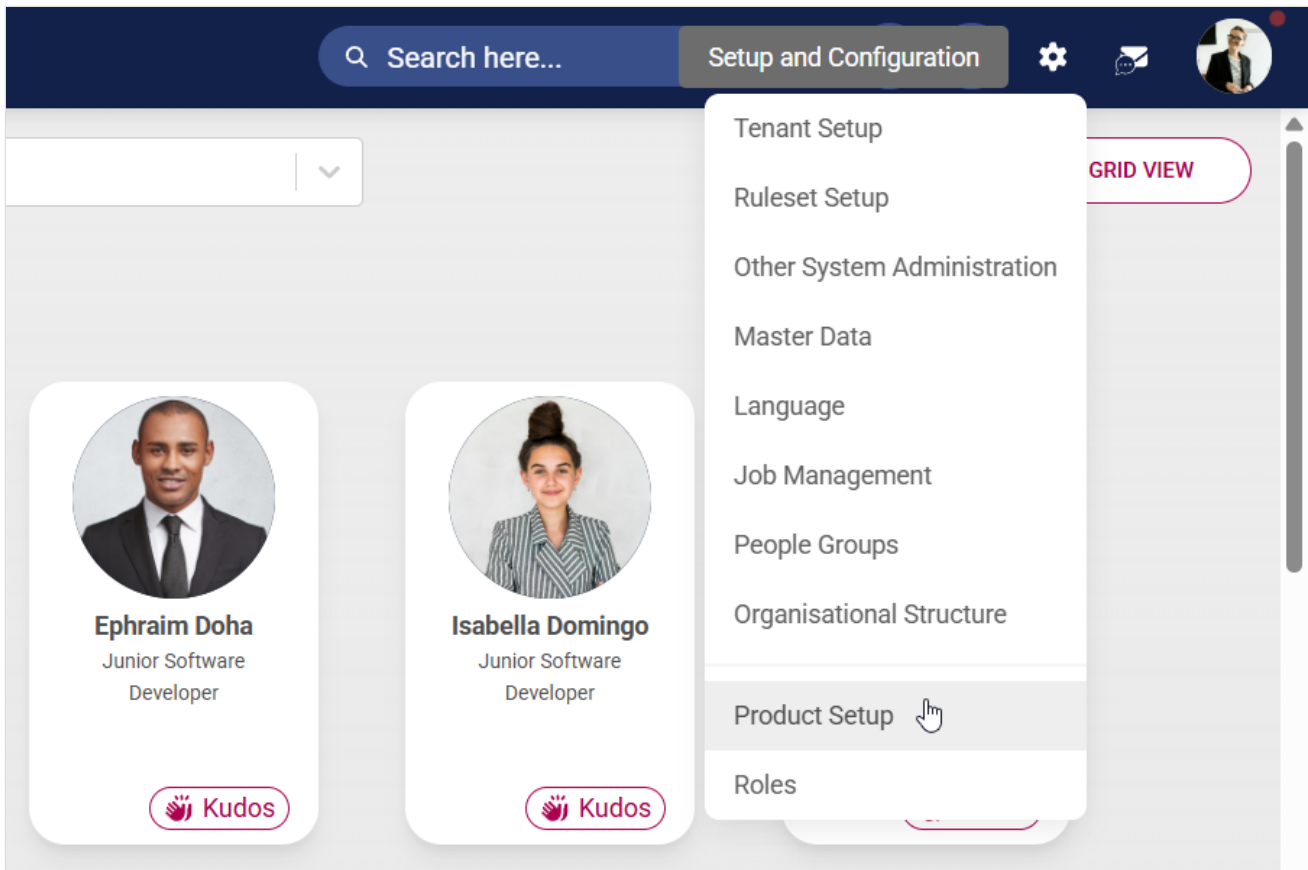 Search here...
Setup and Configuration
Tenant Setup
GRID VIEW
Ruleset Setup
Other System Administration
Master Data
Language
Job Management
People Groups
Organisational Structure
Product Setup
Roles
Ephraim Doha
Junior Software
Developer
Kudos
Isabella Domingo
Junior Software
Developer
Kudos